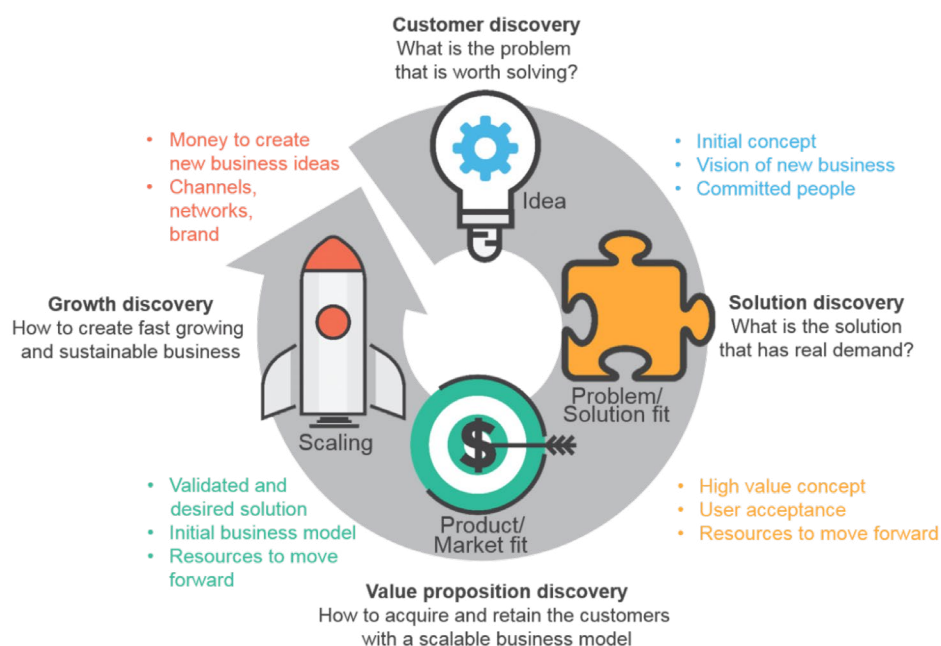 Customer discovery
What is the problem
that is worth solving?
• Money to create
new business ideas
• Channels,
networks,
brand
• Initial concept
• Vision of new business
• Committed people
Idea
Growth discovery
How to create fast growing
and sustainable business
Solution discovery
What is the solution
that has real demand?
Problem/
Solution fit
Scaling
$
Product/
Market fit
• Validated and
desired solution
• Initial business model
• Resources to move
forward
• High value concept
• User acceptance
• Resources to move forward
Value proposition discovery
How to acquire and retain the customers
with a scalable business model